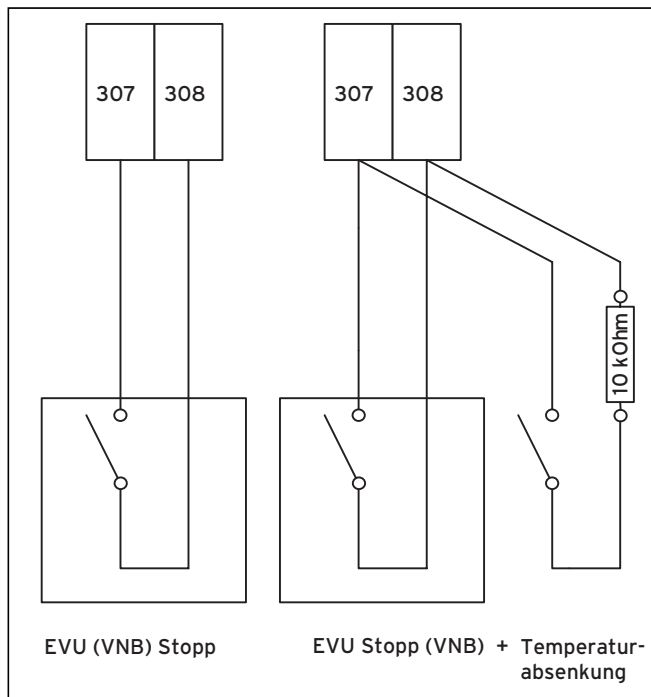 307 308
307 308
10 kOhm
EVU (VNB) Stopp
EVU Stopp (VNB) + Temperatur-
absenkung